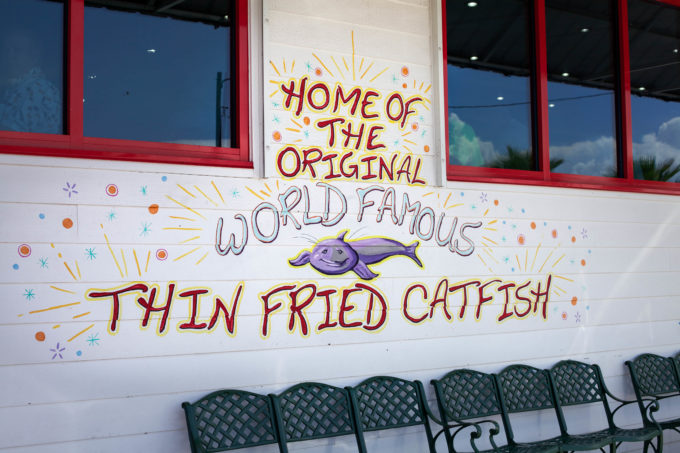 HOME OF
THE
ORIGINAL
WORLD FAMOUS
THIN FRIED CATFISH